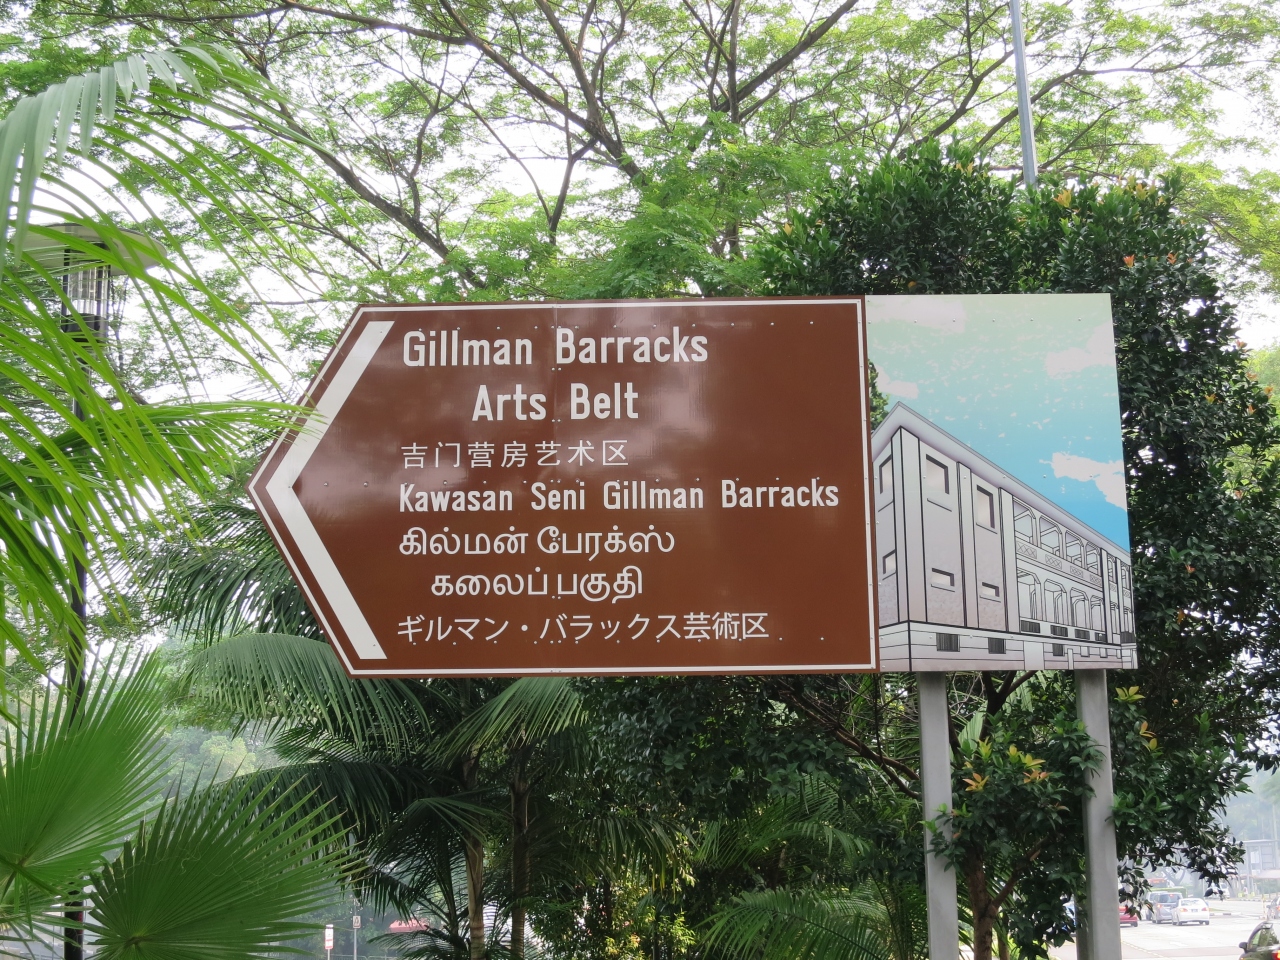 Gillman Barracks
Arts Belt
吉门营房艺术区
Kawasan Seni Gillman Barracks
கில்மன் பேரக்ஸ்
கலைப் பகுதி
ギルマン・バラックス芸術区